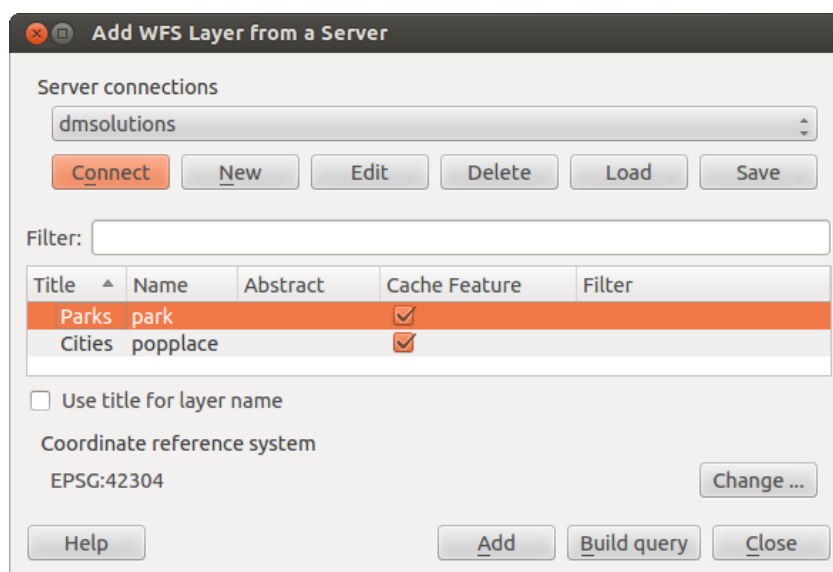 Add WFS Layer from a Server
Server connections
dmsolutions
Connect New Edit Delete Load Save
Filter:
Title Name Abstract Cache Feature Filter
Parks park
Cities popplace
Use title for layer name
Coordinate reference system
EPSG:42304
Change ...
Help Add Build query Close